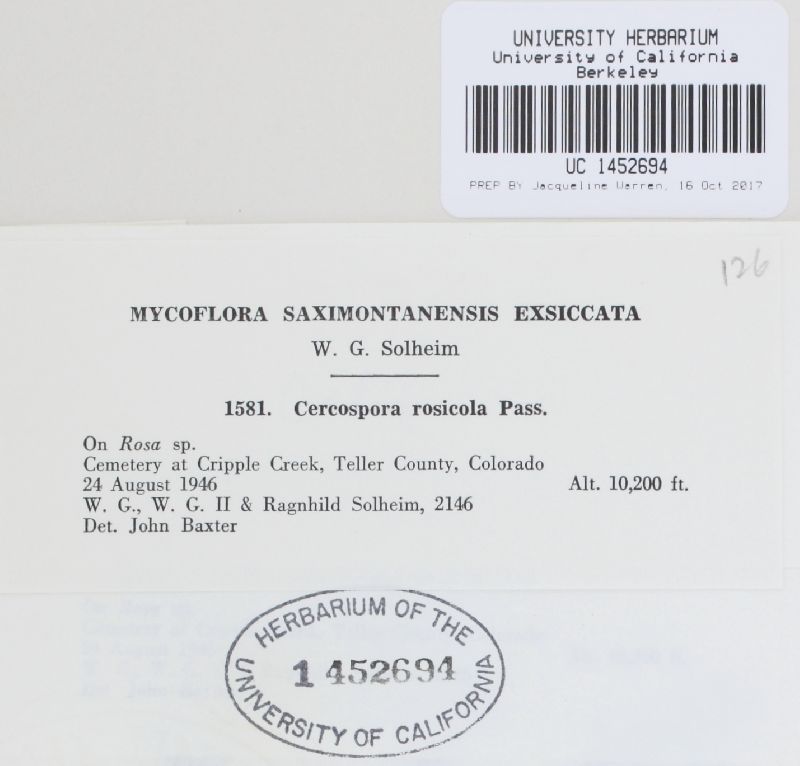 UNIVERSITY HERBARIUM
University of California
Berkeley
UC 1452694
PREP BY Jacqueline Warren, 16 Oct 2017
126
MYCOFLORA SAXIMONTANENSIS EXSICCATA
W. G. Solheim
1581. Cercospora rosicola Pass.
On Rosa sp.
Cemetery at Cripple Creek, Teller County, Colorado
24 August 1946 Alt. 10,200 ft.
W. G., W. G. II & Ragnhild Solheim, 2146
Det. John Baxter
HERBARIUM OF THE
1452694
UNIVERSITY OF CALIFORNIA